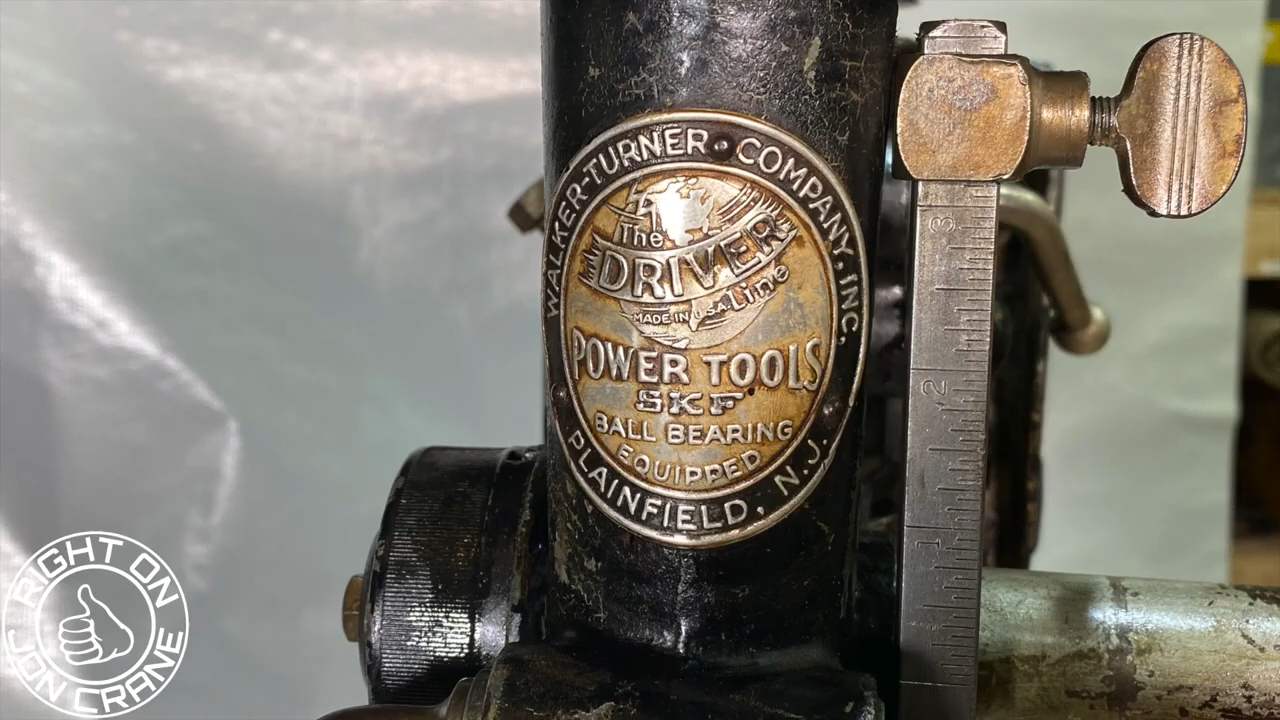 WALKER-TURNER COMPANY, INC.
The
DRIVER
Line
MADE IN U.S.A.
POWER TOOLS
SKF
BALL BEARING
EQUIPPED
PLAINFIELD, N.J.
3
2
1
RIGHT ON
JON CRANE